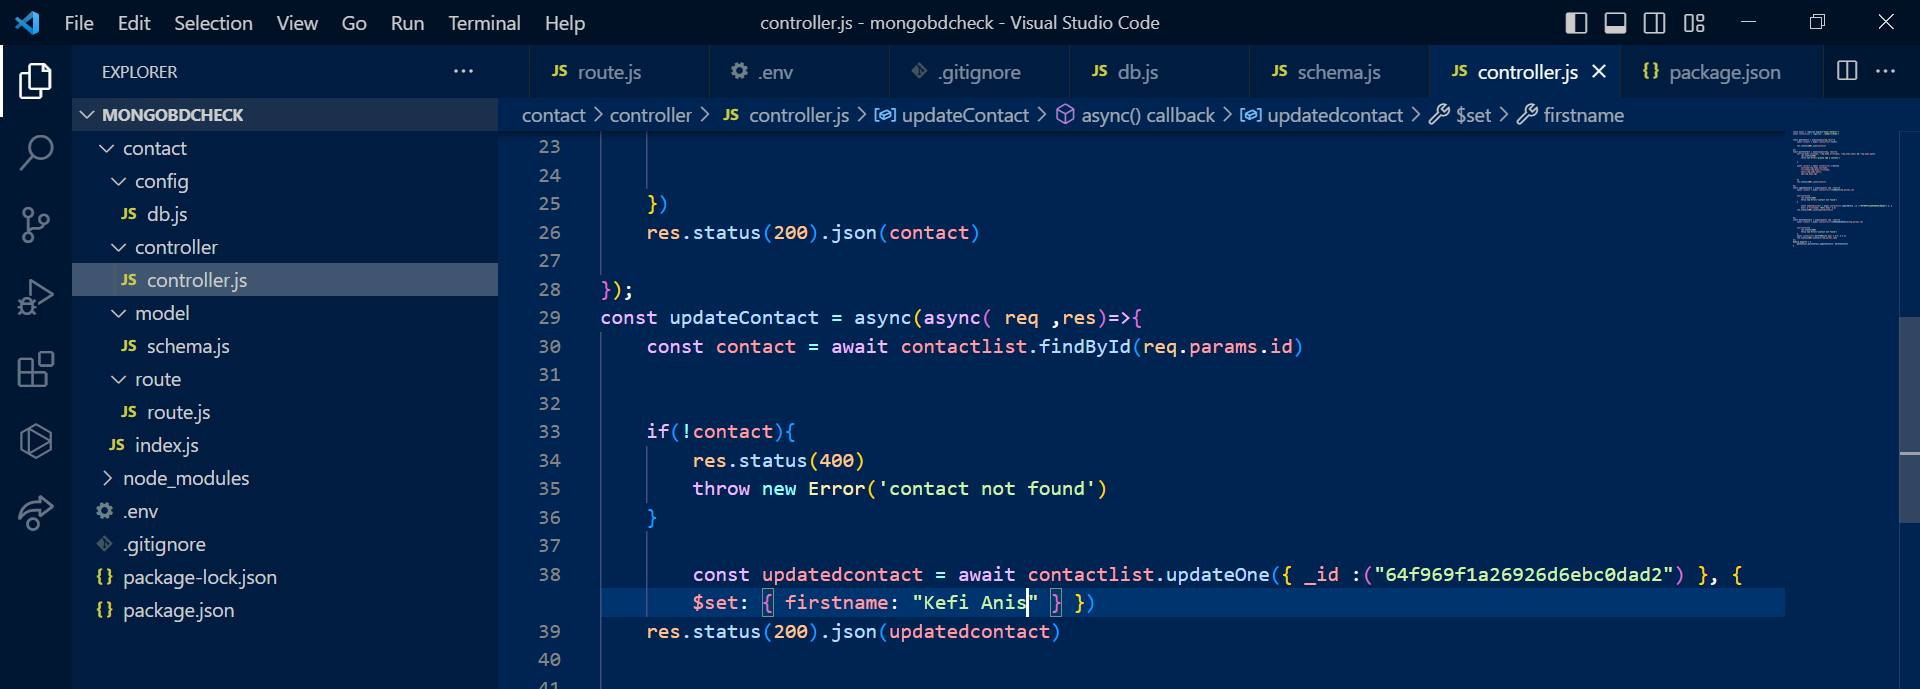 File Edit Selection View Go Run Terminal Help controller.js - mongobdcheck - Visual Studio Code
EXPLORER ··· JS route.js .env .gitignore JS db.js JS schema.js JS controller.js {} package.json ···
MONGOBDCHECK
contact > controller > JS controller.js > updateContact > async() callback > updatedcontact > $set > firstname
contact
config
JS db.js
controller
JS controller.js
model
JS schema.js
route
JS route.js
JS index.js
node_modules
.env
.gitignore
{} package-lock.json
{} package.json
23
24
25 })
26 res.status(200).json(contact)
27
28 });
29 const updateContact = async(async( req ,res)=>{
30 const contact = await contactlist.findById(req.params.id)
31
32
33 if(!contact){
34 res.status(400)
35 throw new Error('contact not found')
36 }
37
38 const updatedcontact = await contactlist.updateOne({ _id :("64f969f1a26926d6ebc0dad2") }, {
$set: { firstname: "Kefi Anis" } })
39 res.status(200).json(updatedcontact)
40
41